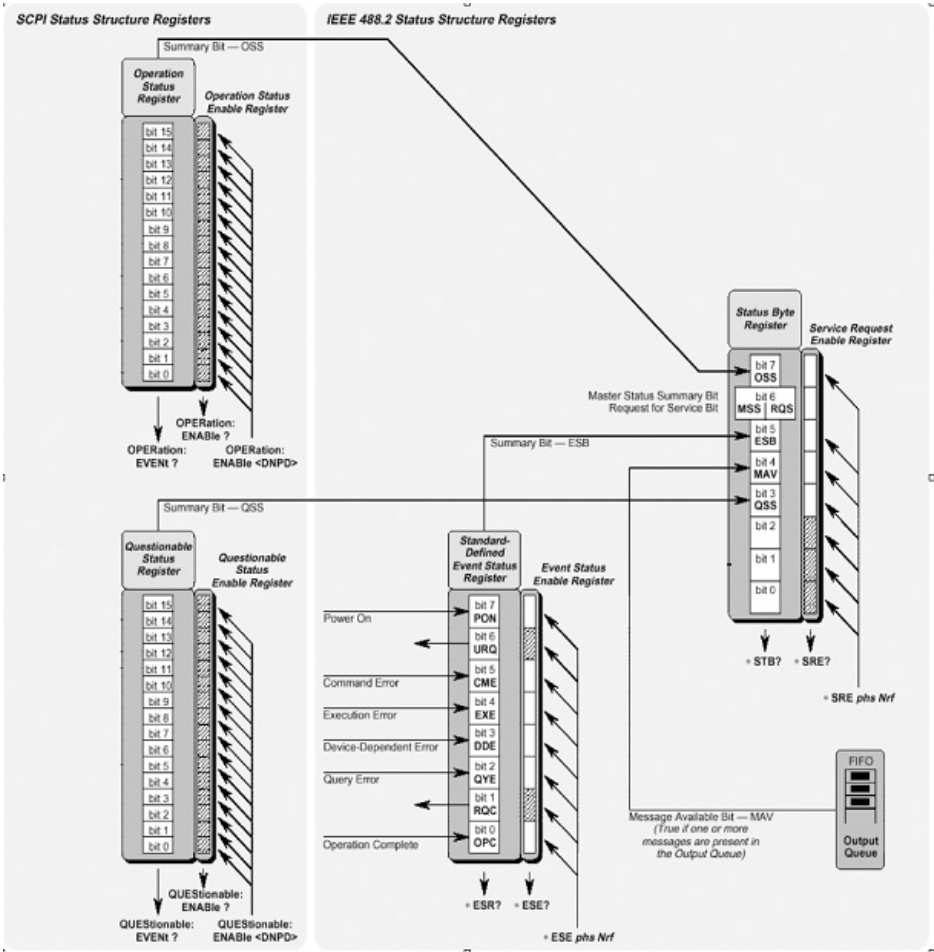 SCPI Status Structure Registers
IEEE 488.2 Status Structure Registers
Summary Bit — OSS
Operation
Status
Register
Operation Status
Enable Register
bit 15
bit 14
bit 13
bit 12
bit 11
bit 10
bit 9
bit 8
bit 7
bit 6
bit 5
bit 4
bit 3
bit 2
bit 1
bit 0
OPERation:
ENABle ?
OPERation:
EVENt ?
OPERation:
ENABle <DNPD>
Status Byte
Register
Service Request
Enable Register
bit 7
OSS
Master Status Summary Bit
Request for Service Bit
bit 6
MSS RQS
bit 5
ESB
bit 4
MAV
bit 3
QSS
bit 2
bit 1
bit 0
* STB?
* SRE?
* SRE phs Nrf
Summary Bit — ESB
Summary Bit — QSS
Questionable
Status
Register
Questionable
Status
Enable Register
bit 15
bit 14
bit 13
bit 12
bit 11
bit 10
bit 9
bit 8
bit 7
bit 6
bit 5
bit 4
bit 3
bit 2
bit 1
bit 0
QUEStionable:
ENABle ?
QUEStionable:
EVENt ?
QUEStionable:
ENABle <DNPD>
Standard-
Defined
Event Status
Register
Event Status
Enable Register
Power On
bit 7
PON
bit 6
URQ
Command Error
bit 5
CME
Execution Error
bit 4
EXE
Device-Dependent Error
bit 3
DDE
Query Error
bit 2
QYE
bit 1
RQC
Operation Complete
bit 0
OPC
* ESR?
* ESE?
* ESE phs Nrf
Message Available Bit — MAV
(True if one or more
messages are present in
the Output Queue)
FIFO
Output
Queue